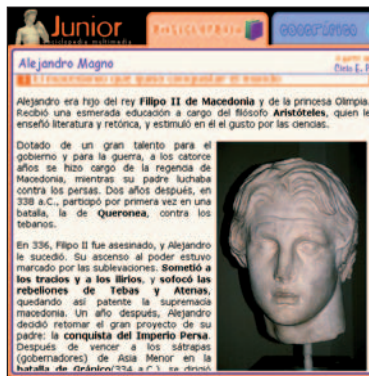 Junior
enciclopedia multimedia
Alejandro Magno
Alejandro era hijo del rey Filipo II de Macedonia y de la princesa Olimpia.
Recibió una esmerada educación a cargo del filósofo Aristóteles, quien le
enseñó literatura y retórica, y estimuló en él el gusto por las ciencias.
Dotado de un gran talento para el
gobierno y para la guerra, a los catorce
años se hizo cargo de la regencia de
Macedonia, mientras su padre luchaba
contra los persas. Dos años después, en
338 a.C., participó por primera vez en una
batalla, la de Queronea, contra los
tebanos.
En 336, Filipo II fue asesinado, y Alejandro
le sucedió. Su ascenso al poder estuvo
marcado por las sublevaciones. Sometió a
los tracios y a los ilirios, y sofocó las
rebeliones de Tebas y Atenas,
quedando así patente la supremacía
macedonia. Un año después, Alejandro
decidió retomar el gran proyecto de su
padre: la conquista del Imperio Persa.
Después de vencer a los sátrapas
(gobernadores) de Asia Menor en la
batalla de Gránico(334 a.C.), se dirigió